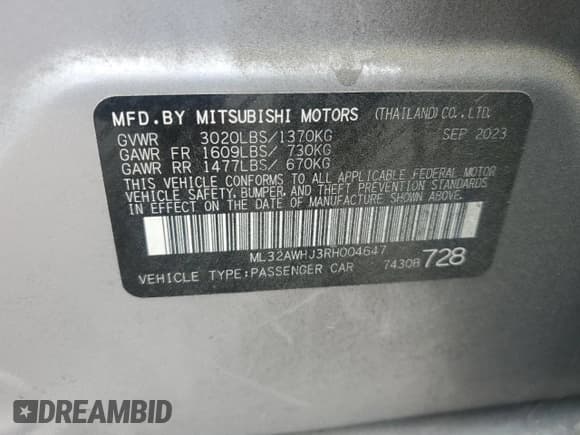 MFD. BY MITSUBISHI MOTORS (THAILAND) CO., LTD.
GVWR 3020LBS/1370KG SEP 2023
GAWR FR 1609LBS/ 730KG
GAWR RR 1477LBS/ 670KG
THIS VEHICLE CONFORMS TO ALL APPLICABLE FEDERAL MOTOR
VEHICLE SAFETY, BUMPER, AND THEFT PREVENTION STANDARDS
IN EFFECT ON THE DATE OF MANUFACTURE SHOWN ABOVE.
ML32AWHJ3RH004647
VEHICLE TYPE:PASSENGER CAR 74308 728
DREAMBID